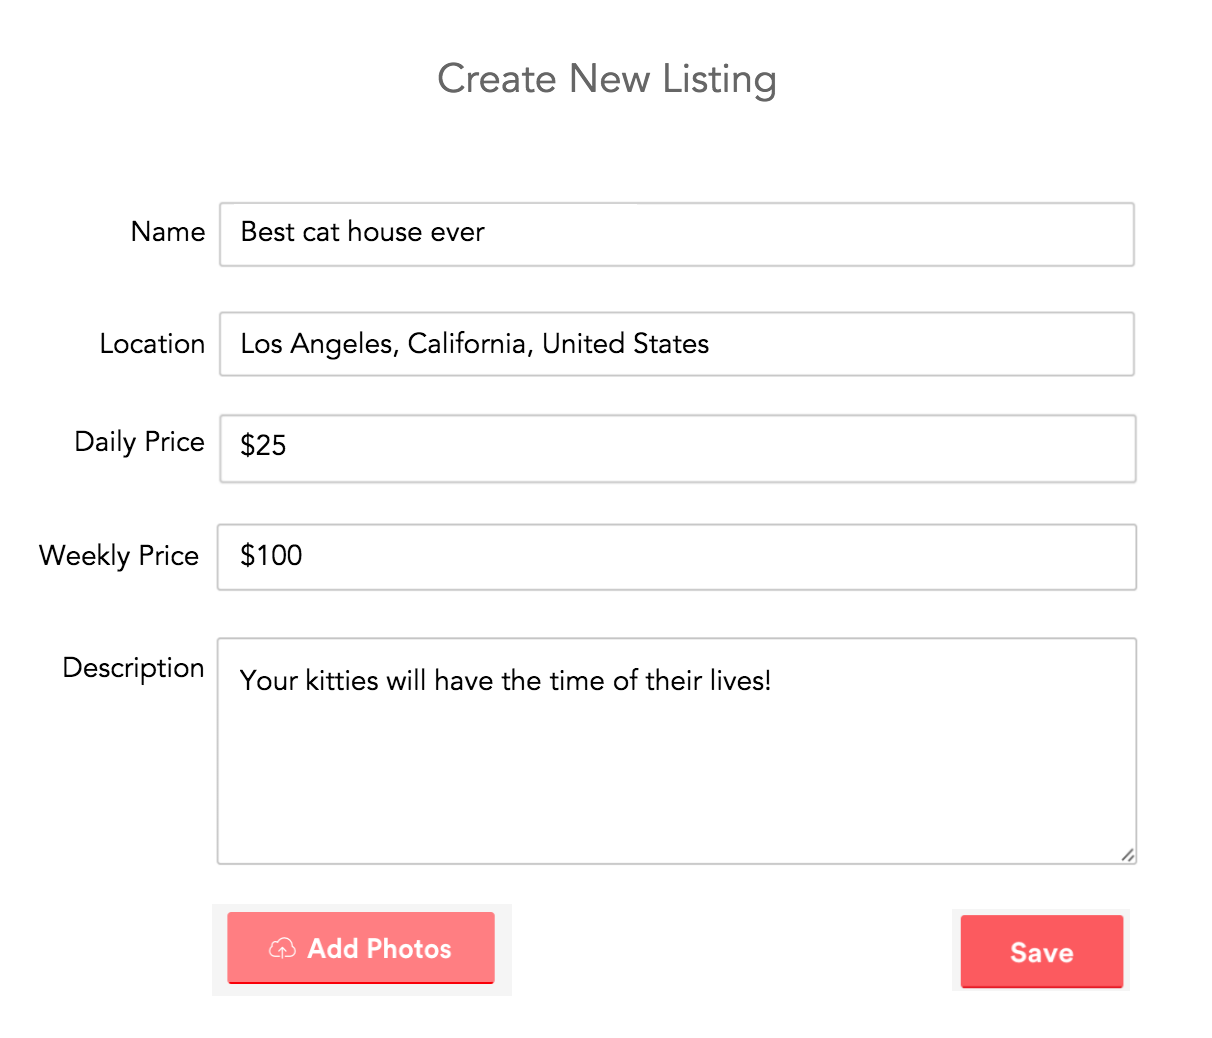 Create New Listing
Name Best cat house ever
Location Los Angeles, California, United States
Daily Price $25
Weekly Price $100
Description Your kitties will have the time of their lives!
Add Photos Save